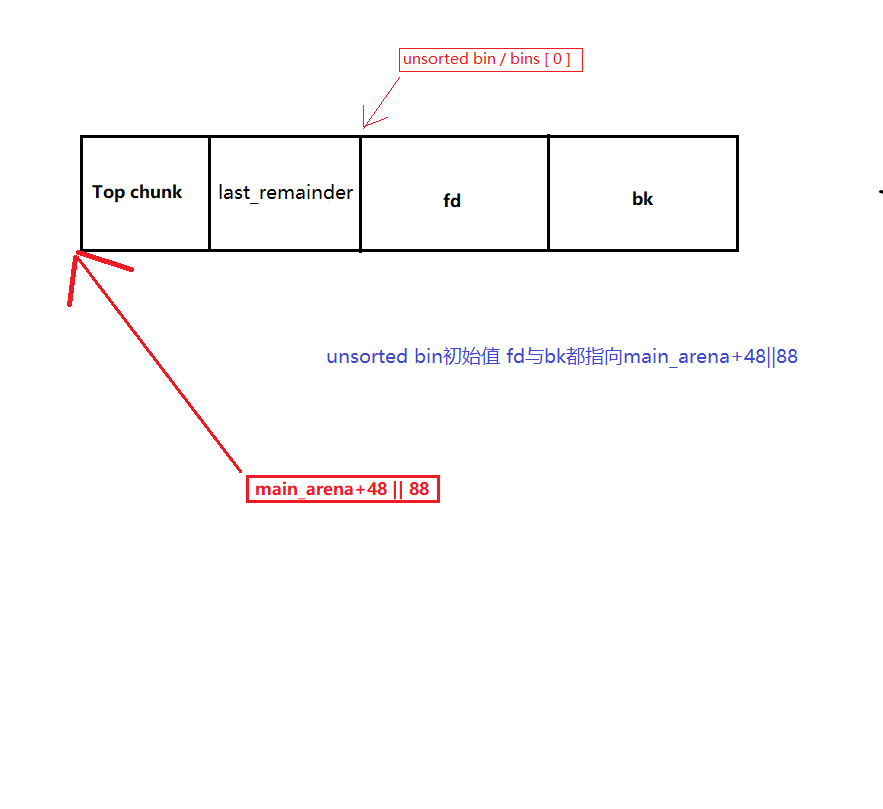 unsorted bin / bins [ 0 ]
Top chunk
last_remainder
fd
bk
unsorted bin初始值 fd与bk都指向main_arena+48||88
main_arena+48 || 88